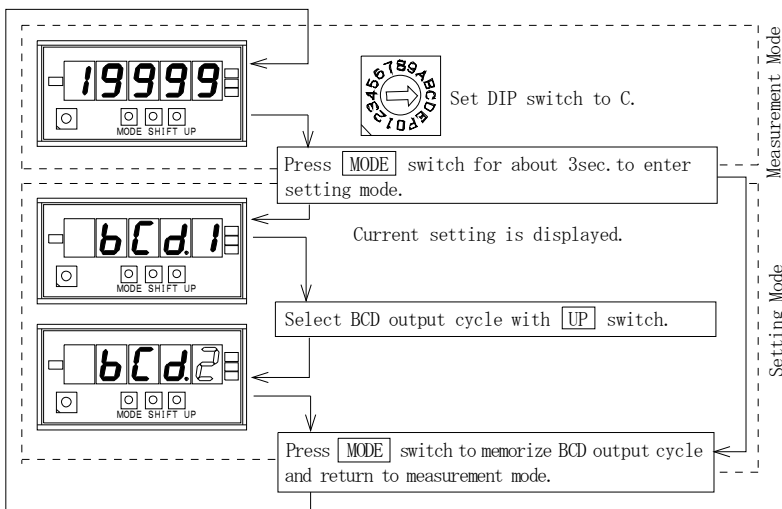 19999
MODE SHIFT UP
0123456789ABCDEF
Set DIP switch to C.
Measurement Mode
Press MODE switch for about 3sec.to enter
setting mode.
bCd.1
MODE SHIFT UP
Current setting is displayed.
Setting Mode
Select BCD output cycle with UP switch.
bCd.2
MODE SHIFT UP
Press MODE switch to memorize BCD output cycle
and return to measurement mode.